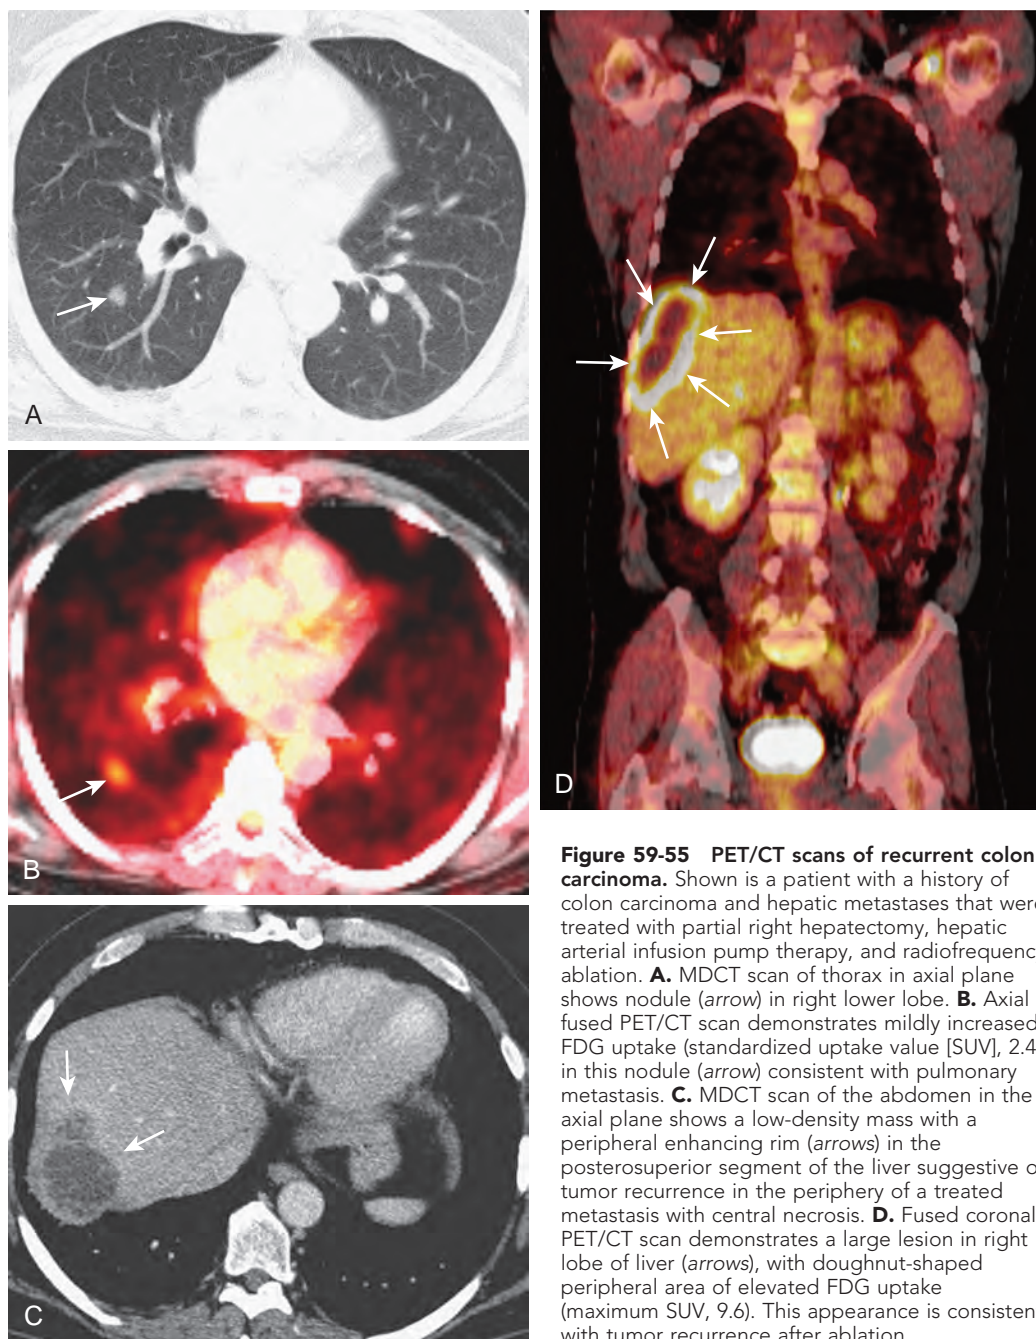 A
B
C
D
Figure 59-55 PET/CT scans of recurrent colon
carcinoma. Shown is a patient with a history of
colon carcinoma and hepatic metastases that were
treated with partial right hepatectomy, hepatic
arterial infusion pump therapy, and radiofrequenc
ablation. A. MDCT scan of thorax in axial plane
shows nodule (arrow) in right lower lobe. B. Axial
fused PET/CT scan demonstrates mildly increased
FDG uptake (standardized uptake value [SUV], 2.4
in this nodule (arrow) consistent with pulmonary
metastasis. C. MDCT scan of the abdomen in the
axial plane shows a low-density mass with a
peripheral enhancing rim (arrows) in the
posterosuperior segment of the liver suggestive o
tumor recurrence in the periphery of a treated
metastasis with central necrosis. D. Fused coronal
PET/CT scan demonstrates a large lesion in right
lobe of liver (arrows), with doughnut-shaped
peripheral area of elevated FDG uptake
(maximum SUV, 9.6). This appearance is consisten
with tumor recurrence after ablation